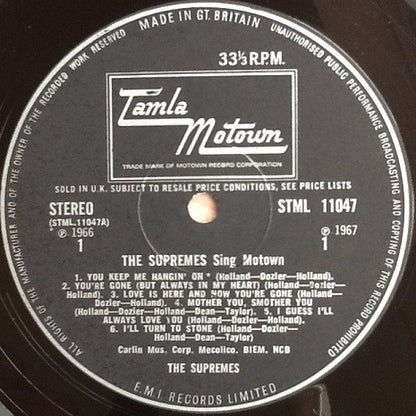 MADE IN GT. BRITAIN
UNAUTHORISED PUBLIC PERFORMANCE BROADCASTING AND COPYING OF THIS RECORD PROHIBITED
ALL RIGHTS OF THE MANUFACTURER AND OF THE OWNER OF THE RECORDED WORK RESERVED
33⅓ R.P.M.
Tamla
Motown
TRADE MARK OF MOTOWN RECORD CORPORATION
SOLD IN U.K. SUBJECT TO RESALE PRICE CONDITIONS, SEE PRICE LISTS
STEREO
(STML.11047A)
* ℗ 1966
1
STML 11047
℗ 1967
1
THE SUPREMES Sing Motown
1. YOU KEEP ME HANGIN' ON * (Holland—Dozier—Holland).
2. YOU'RE GONE (BUT ALWAYS IN MY HEART) (Holland—Dozier—
Holland). 3. LOVE IS HERE AND NOW YOU'RE GONE (Holland—
Dozier—Holland). 4. MOTHER YOU, SMOTHER YOU
(Holland—Dozier—Holland—Dean—Taylor). 5. I GUESS I'LL
ALWAYS LOVE YOU (Holland—Dozier—Holland).
6. I'LL TURN TO STONE (Holland—Dozier—
Holland—Dean—Taylor)
Carlin Mus. Corp. Mecolico, BIEM, NCB
THE SUPREMES
E.M.I RECORDS LIMITED